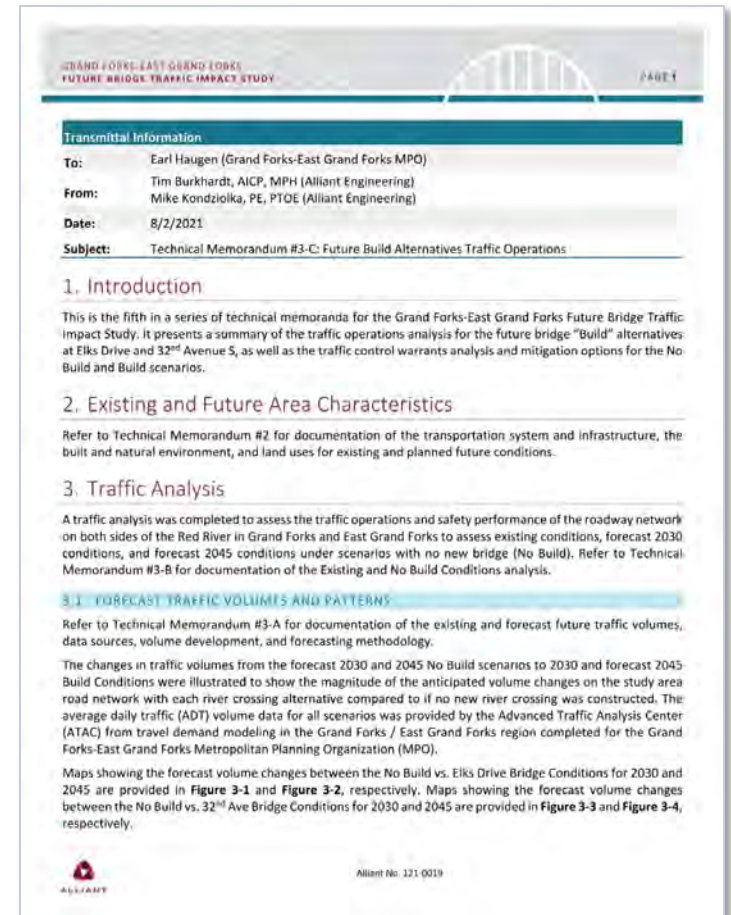 GRAND FORKS-EAST GRAND FORKS
FUTURE BRIDGE TRAFFIC IMPACT STUDY
PAGE 1
Transmittal Information
To: Earl Haugen (Grand Forks-East Grand Forks MPO)
From: Tim Burkhardt, AICP, MPH (Alliant Engineering)
Mike Kondziolka, PE, PTOE (Alliant Engineering)
Date: 8/2/2021
Subject: Technical Memorandum #3-C: Future Build Alternatives Traffic Operations
1. Introduction
This is the fifth in a series of technical memoranda for the Grand Forks-East Grand Forks Future Bridge Traffic
Impact Study. It presents a summary of the traffic operations analysis for the future bridge “Build” alternatives
at Elks Drive and 32nd Avenue S, as well as the traffic control warrants analysis and mitigation options for the No
Build and Build scenarios.
2. Existing and Future Area Characteristics
Refer to Technical Memorandum #2 for documentation of the transportation system and infrastructure, the
built and natural environment, and land uses for existing and planned future conditions.
3. Traffic Analysis
A traffic analysis was completed to assess the traffic operations and safety performance of the roadway network
on both sides of the Red River in Grand Forks and East Grand Forks to assess existing conditions, forecast 2030
conditions, and forecast 2045 conditions under scenarios with no new bridge (No Build). Refer to Technical
Memorandum #3-B for documentation of the Existing and No Build Conditions analysis.
3.1 FORECAST TRAFFIC VOLUMES AND PATTERNS
Refer to Technical Memorandum #3-A for documentation of the existing and forecast future traffic volumes,
data sources, volume development, and forecasting methodology.
The changes in traffic volumes from the forecast 2030 and 2045 No Build scenarios to 2030 and forecast 2045
Build Conditions were illustrated to show the magnitude of the anticipated volume changes on the study area
road network with each river crossing alternative compared to if no new river crossing was constructed. The
average daily traffic (ADT) volume data for all scenarios was provided by the Advanced Traffic Analysis Center
(ATAC) from travel demand modeling in the Grand Forks / East Grand Forks region completed for the Grand
Forks-East Grand Forks Metropolitan Planning Organization (MPO).
Maps showing the forecast volume changes between the No Build vs. Elks Drive Bridge Conditions for 2030 and
2045 are provided in Figure 3-1 and Figure 3-2, respectively. Maps showing the forecast volume changes
between the No Build vs. 32nd Ave Bridge Conditions for 2030 and 2045 are provided in Figure 3-3 and Figure 3-4,
respectively.
ALLIANT
Alliant No. 121-0019